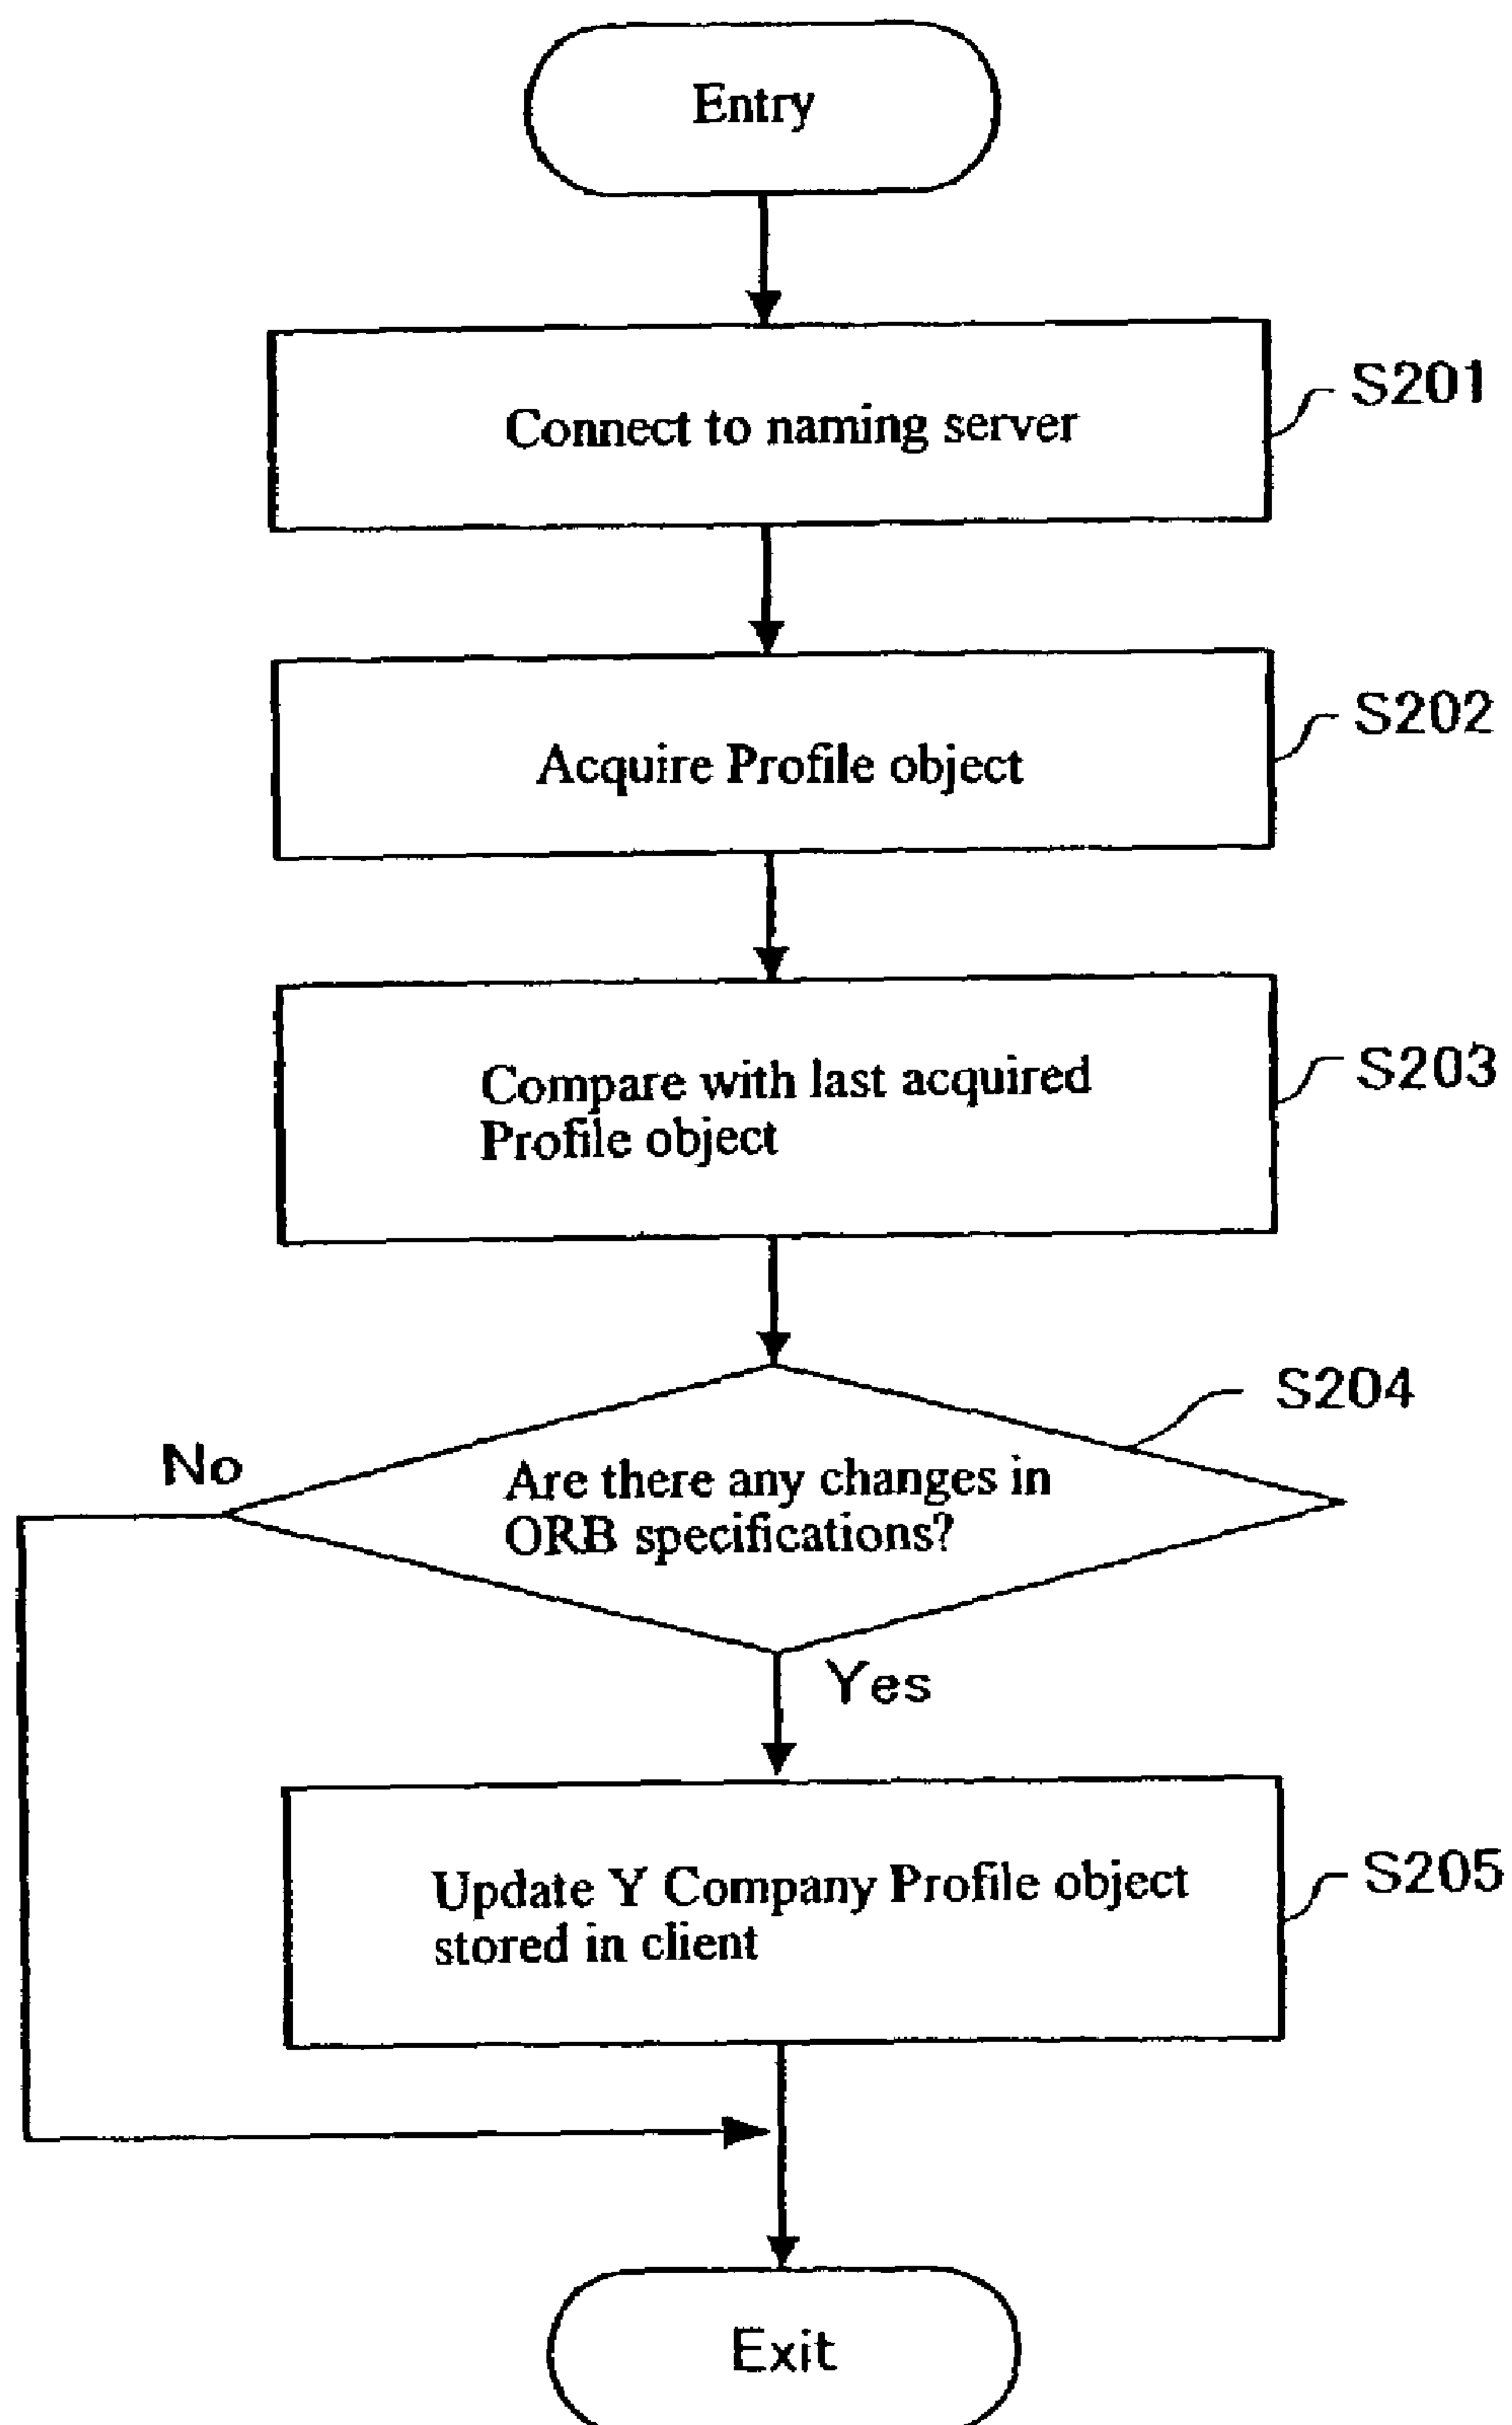 Entry
Connect to naming server
S201
Acquire Profile object
S202
Compare with last acquired
Profile object
S203
S204
No
Are there any changes in
ORB specifications?
Yes
Update Y Company Profile object
stored in client
S205
Exit